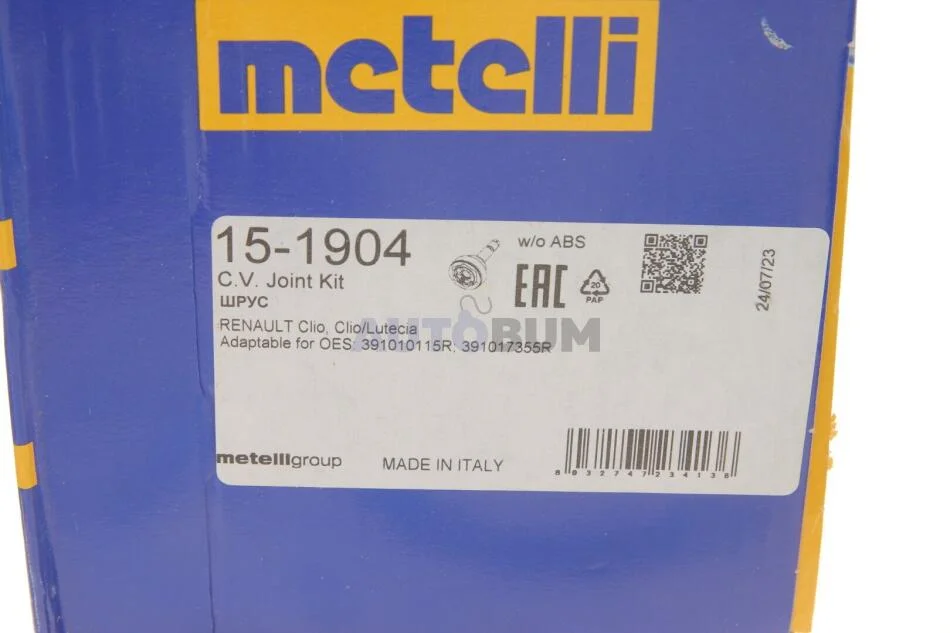 metelli
15-1904
w/o ABS
C.V. Joint Kit
ШРУС
EAC
20
PAP
24/07/23
RENAULT Clio, Clio/Lutecia
Adaptable for OES: 391010115R; 391017355R
AUTOBUM
metelligroup
MADE IN ITALY
8032747234136